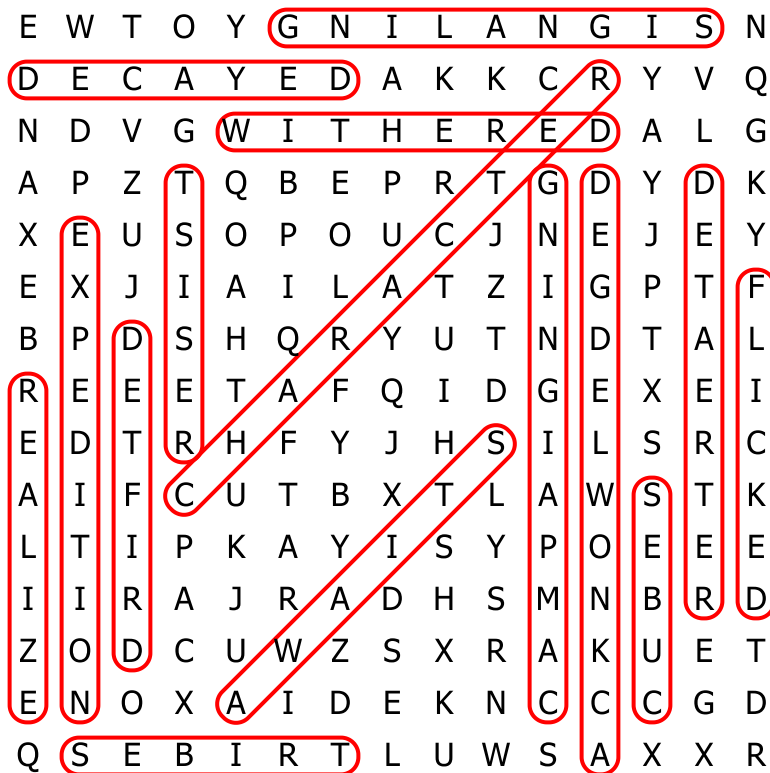 E W T O Y G N I L A N G I S N
D E C A Y E D A K K C R Y V Q
N D V G W I T H E R E D A L G
A P Z T Q B E P R T G D Y D K
X E U S O P O U C J N E J E Y
E X J I A I L A T Z I G P T F
B P D S H Q R Y U T N D T A L
R E E E T A F Q I D G E X E I
E D T R H F Y J H S I L S R C
A I F C U T B X T L A W S T K
L T I P K A Y I S Y P O E E E
I I R A J R A D H S M N B R D
Z O D C U W Z S X R A K U E T
E N O X A I D E K N C C C G D
Q S E B I R T L U W S A X X R